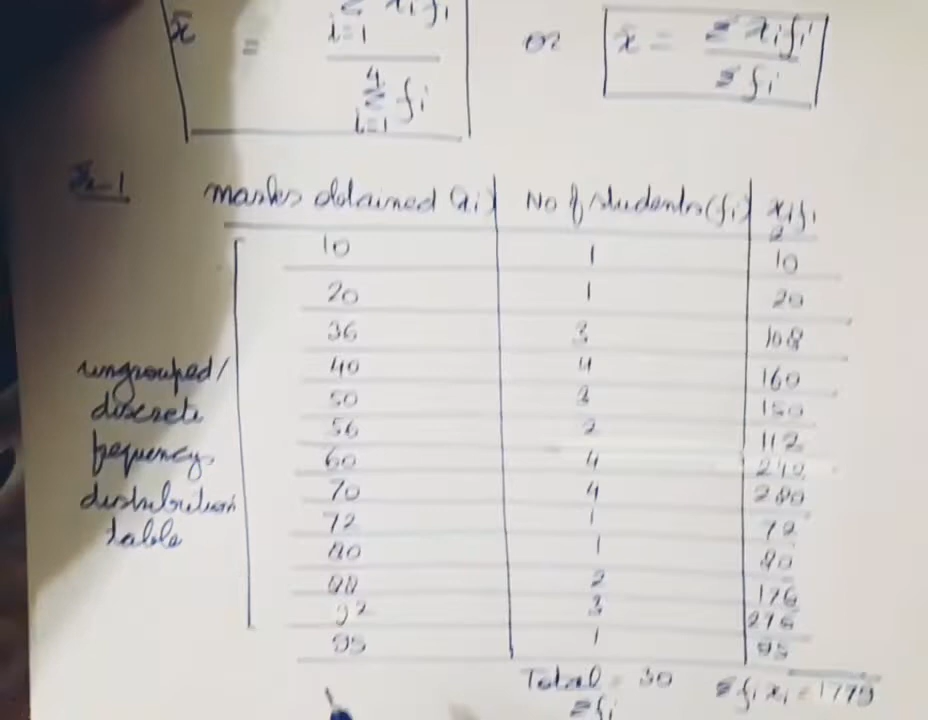 x̄ = Σ xifi
i=1
4
Σ fi
i=1
or
x̄ = Σ xifi
Σ fi
Ex-1
marks obtained (xi) No of students (fi) xifi
10 1 10
20 1 20
36 3 108
40 4 160
50 3 150
56 2 112
60 4 240
70 4 280
72 1 72
80 1 80
88 2 176
92 3 276
95 1 95
ungrouped/
discrete
frequency
distribution
table
Total = 30 Σfixi = 1779
Σfi